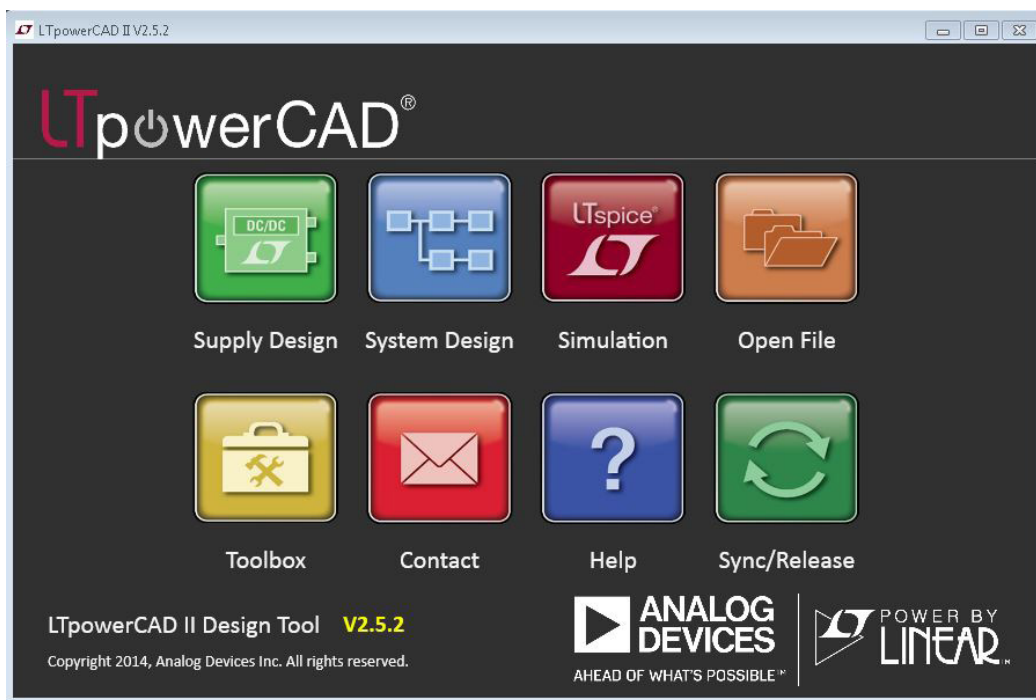 LTpowerCAD II V2.5.2
LTpowerCAD®
DC/DC
LTspice®
Supply Design
System Design
Simulation
Open File
?
Toolbox
Contact
Help
Sync/Release
LTpowerCAD II Design Tool V2.5.2
Copyright 2014, Analog Devices Inc. All rights reserved.
ANALOG
DEVICES
AHEAD OF WHAT'S POSSIBLE™
POWER BY
LINEAR™